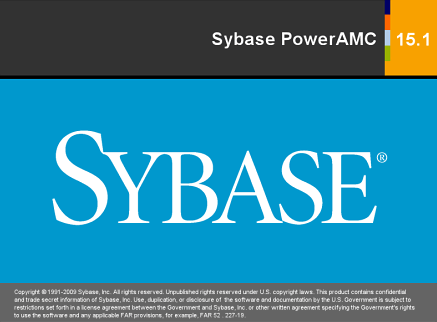 Sybase PowerAMC 15.1
SYBASE®
Copyright © 1991-2009 Sybase, Inc. All rights reserved. Unpublished rights reserved under U.S. copyright laws. This product contains confidential
and trade secret information of Sybase, Inc. Use, duplication, or disclosure of the software and documentation by the U.S. Government is subject to
restrictions set forth in a license agreement between the Government and Sybase, Inc. or other written agreement specifying the Government's rights
to use the software and any applicable FAR provisions, for example, FAR 52 . 227-19.